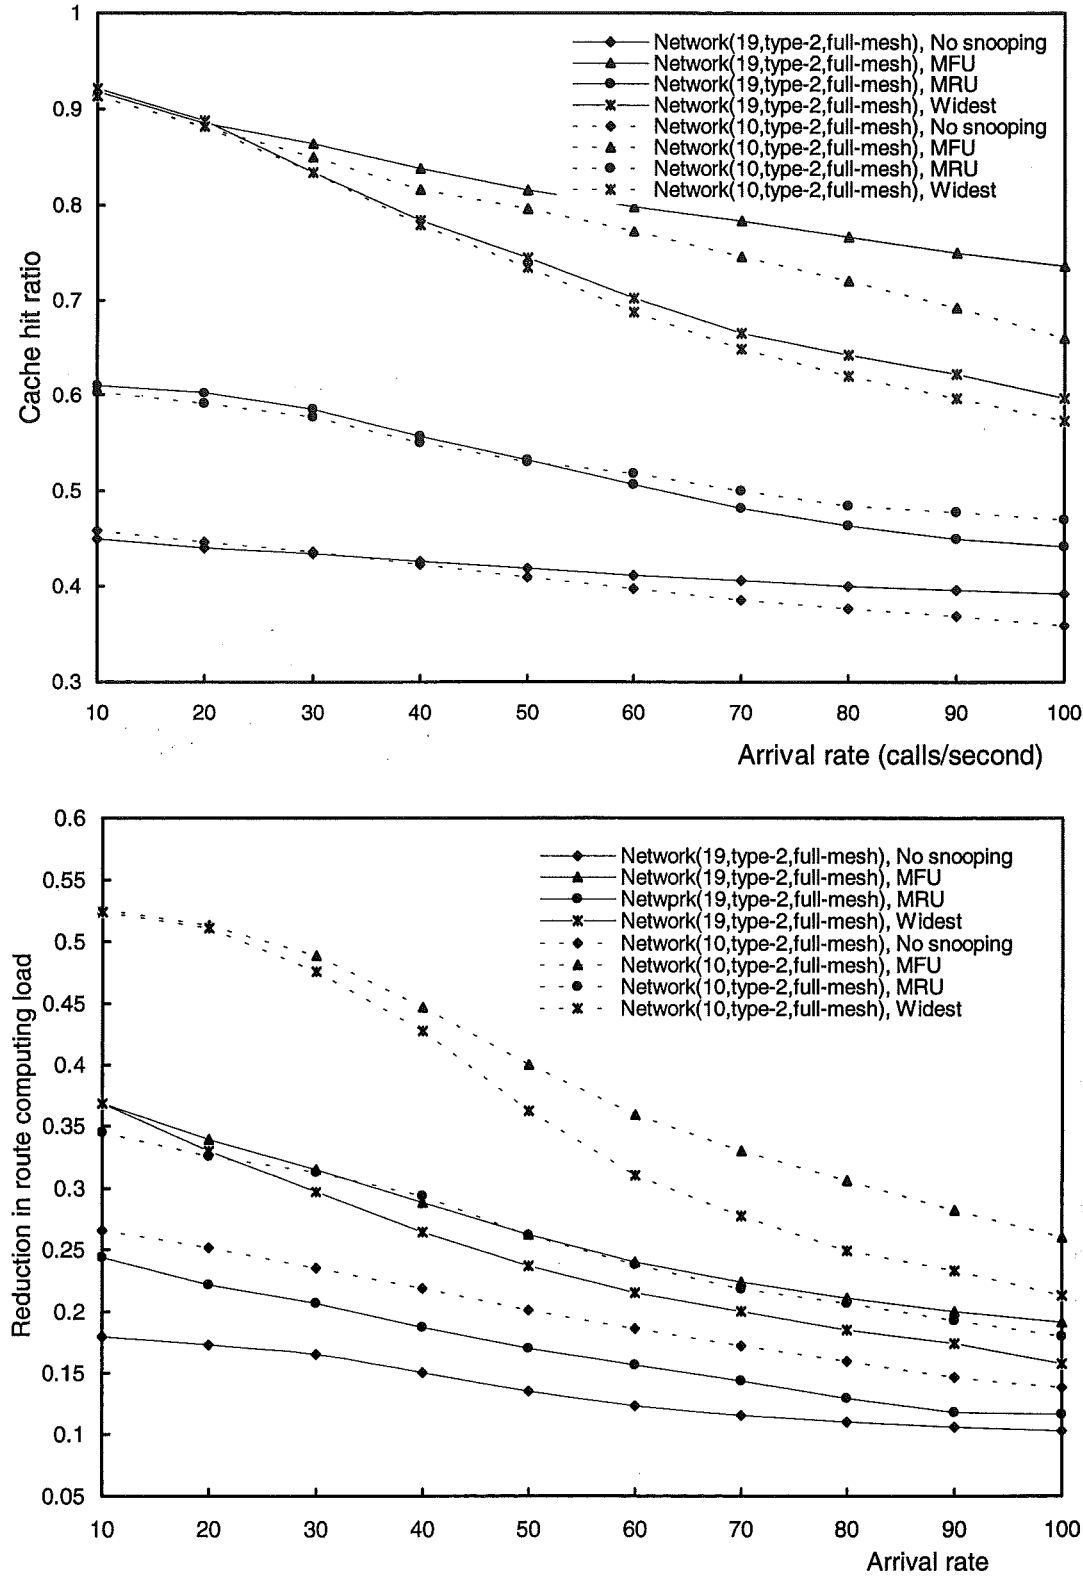 1
0.9
0.8
0.7
0.6
0.5
0.4
0.3
Cache hit ratio
Network(19,type-2,full-mesh), No snooping
Network(19,type-2,full-mesh), MFU
Network(19,type-2,full-mesh), MRU
Network(19,type-2,full-mesh), Widest
Network(10,type-2,full-mesh), No snooping
Network(10,type-2,full-mesh), MFU
Network(10,type-2,full-mesh), MRU
Network(10,type-2,full-mesh), Widest
10 20 30 40 50 60 70 80 90 100
Arrival rate (calls/second)
0.6
0.55
0.5
0.45
0.4
0.35
0.3
0.25
0.2
0.15
0.1
0.05
Reduction in route computing load
Network(19,type-2,full-mesh), No snooping
Network(19,type-2,full-mesh), MFU
Netwprk(19,type-2,full-mesh), MRU
Network(19,type-2,full-mesh), Widest
Network(10,type-2,full-mesh), No snooping
Network(10,type-2,full-mesh), MFU
Network(10,type-2,full-mesh), MRU
Network(10,type-2,full-mesh), Widest
10 20 30 40 50 60 70 80 90 100
Arrival rate